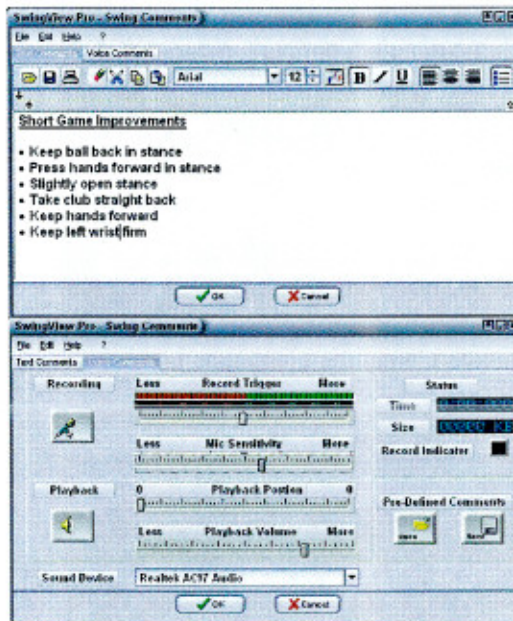 SwingView Pro - Swing Comments
File Edit Help ?
Voice Comments
Arial 12 B I U
Short Game Improvements
• Keep ball back in stance
• Press hands forward in stance
• Slightly open stance
• Take club straight back
• Keep hands forward
• Keep left wrist firm
OK Cancel
SwingView Pro - Swing Comments
File Edit Help ?
Text Comments
Recording Less Record Trigger More Status
Time
Size
Less Mic Sensitivity More
Record Indicator
Playback 0 Playback Postion 0
Pre-Defined Comments
Less Playback Volume More
Sound Device Realtek AC97 Audio
OK Cancel